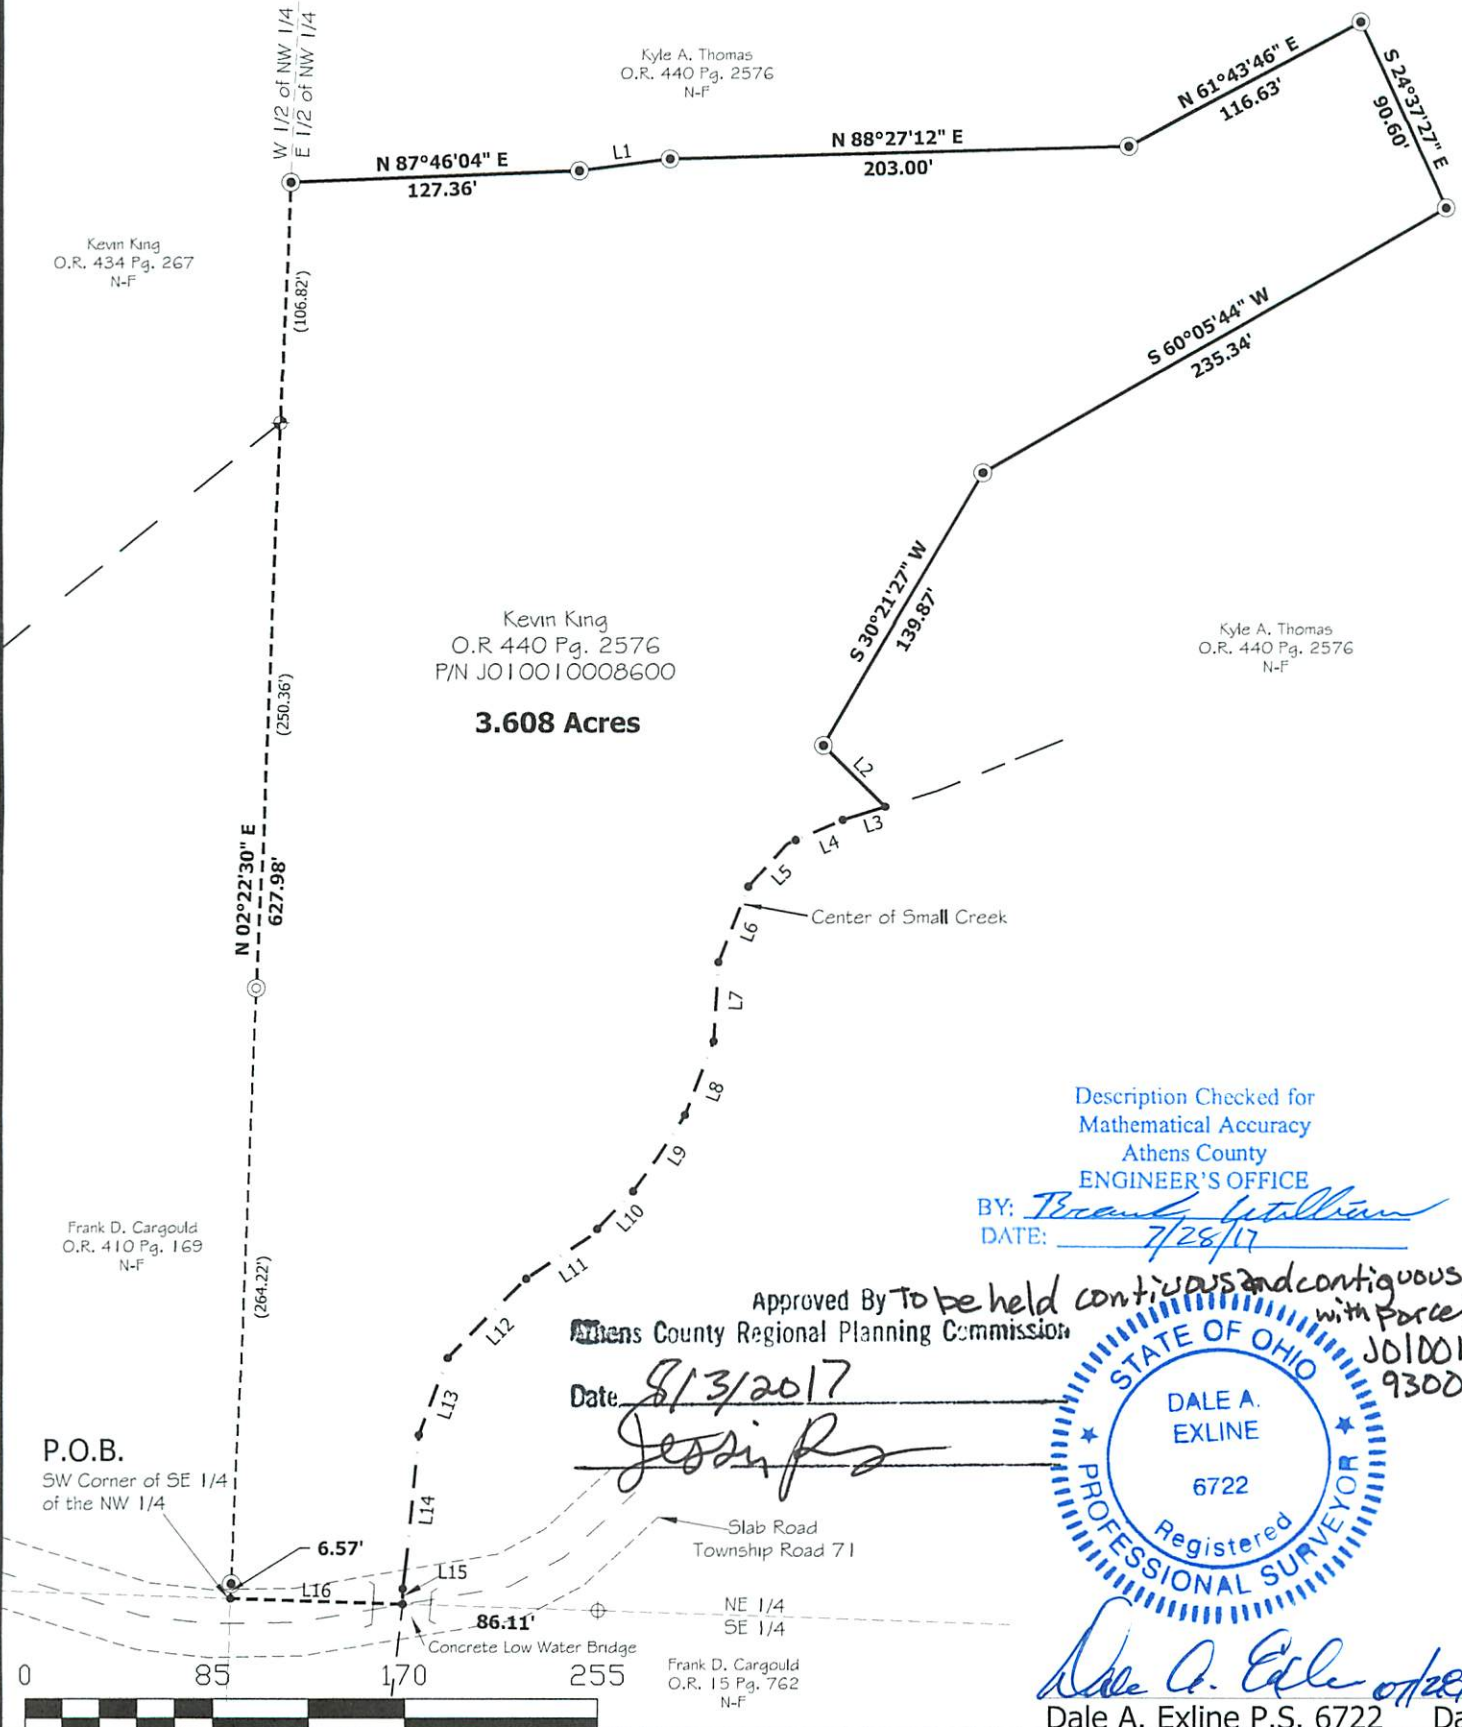 W 1/2 of NW 1/4
E 1/2 of NW 1/4
Kyle A. Thomas
O.R. 440 Pg. 2576
N-F
N 61°43'46" E
116.63'
S 24°37'27" E
90.60'
N 87°46'04" E
127.36'
L1
N 88°27'12" E
203.00'
Kevin King
O.R. 434 Pg. 267
N-F
(106.82')
S 60°05'44" W
235.34'
S 30°21'27" W
139.87'
Kevin King
O.R 440 Pg. 2576
P/N J010010008600
3.608 Acres
Kyle A. Thomas
O.R. 440 Pg. 2576
N-F
(250.36')
L2
L3
L4
L5
N 02°22'30" E
627.98'
Center of Small Creek
L6
L7
L8
L9
L10
L11
L12
L13
L14
Description Checked for
Mathematical Accuracy
Athens County
ENGINEER'S OFFICE
BY:
DATE: 7/28/17
Frank D. Cargould
O.R. 410 Pg. 169
N-F
(264.22')
Approved By To be held contiuous and contiguous
with parce
J01001
9300
Athens County Regional Planning Commission
Date 8/3/2017
STATE OF OHIO
DALE A.
EXLINE
6722
Registered
PROFESSIONAL SURVEYOR
P.O.B.
SW Corner of SE 1/4
of the NW 1/4
6.57'
L16
L15
86.11'
Slab Road
Township Road 71
NE 1/4
SE 1/4
Concrete Low Water Bridge
Frank D. Cargould
O.R. 15 Pg. 762
N-F
0 85 170 255
Dale A. Exline
Dale A. Exline P.S. 6722 Da